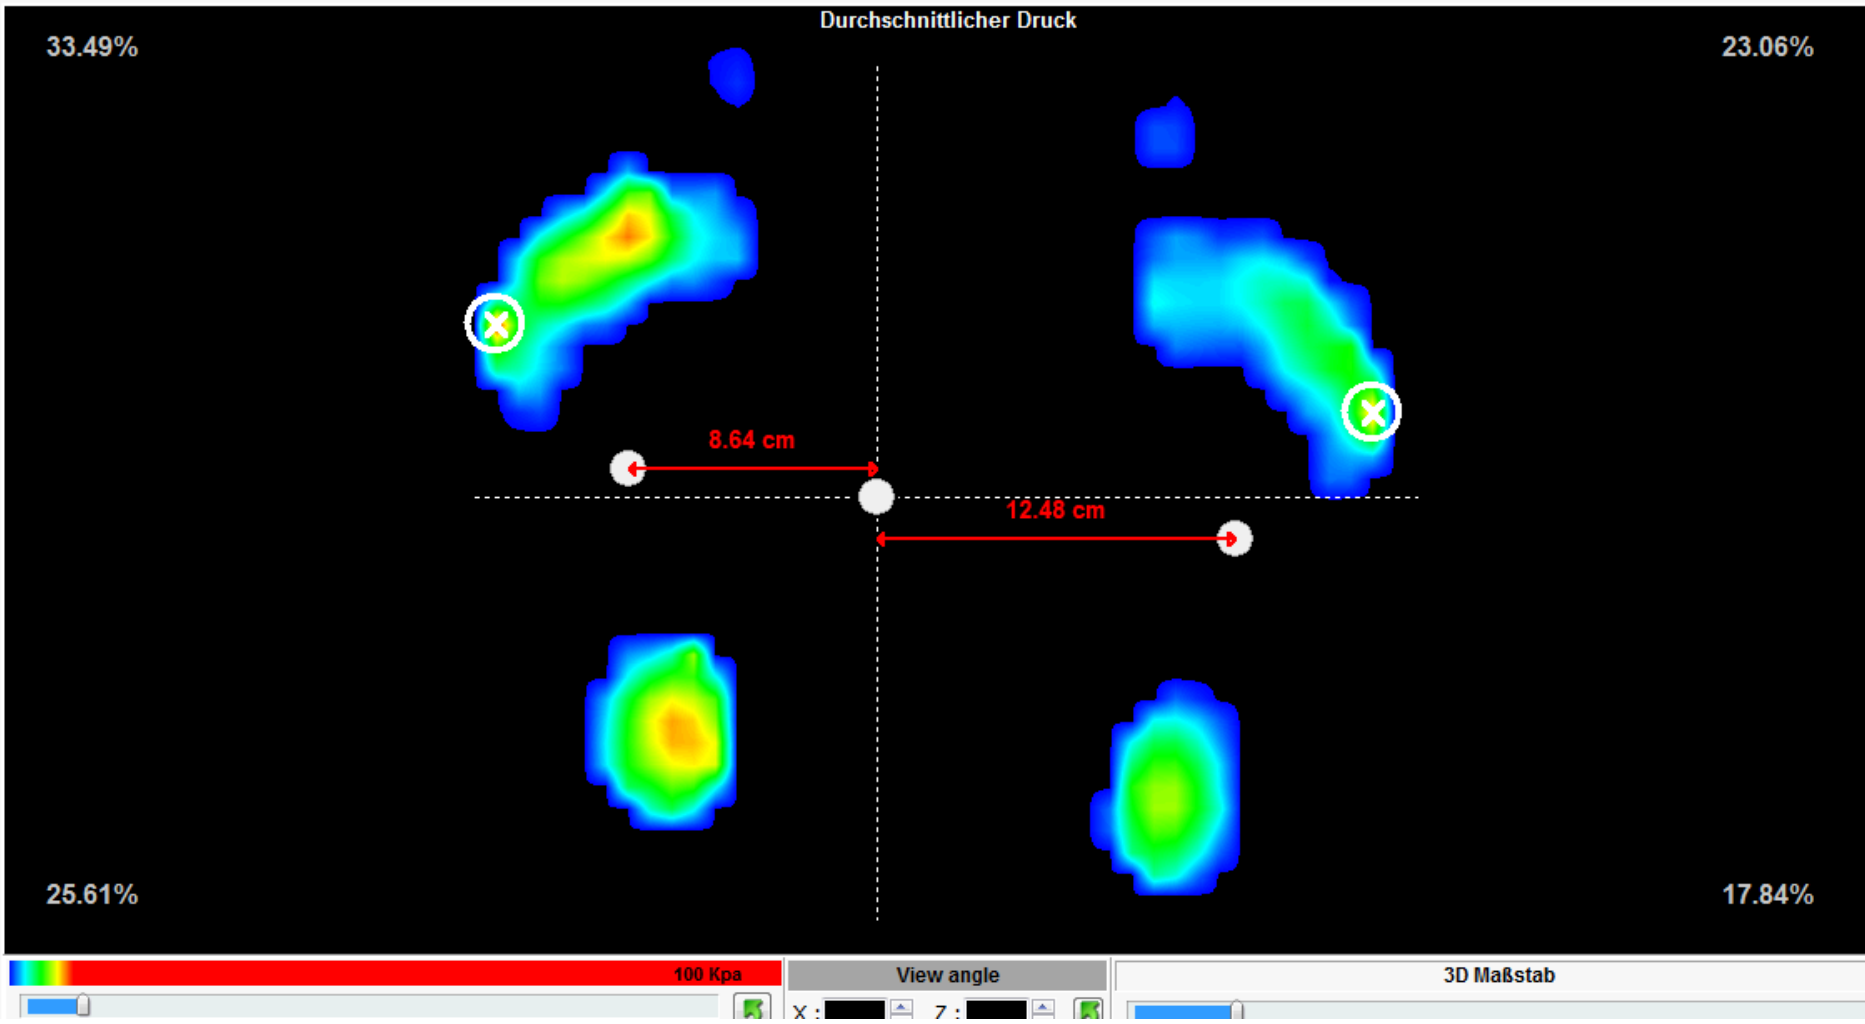 Durchschnittlicher Druck
33.49%
23.06%
8.64 cm
12.48 cm
25.61%
17.84%
100 Kpa
View angle
3D Maßstab
X :
Z :